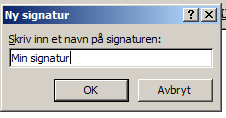 Ny signatur
Skriv inn et navn på signaturen:
Min signatur
OK
Avbryt